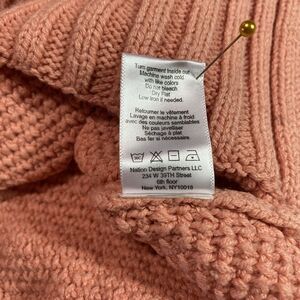 Turn garment inside out
Machine wash cold
with like colors
Do not bleach
Dry Flat
Low iron if needed.
Retourner le vêtement
Lavage en machine à froid
avec des couleurs semblables
Ne pas javelliser
Séchage à plat
Bas fer si nécessaire.
Nation Design Partners LLC
234 W 39TH Street
6th floor
New York, NY10018